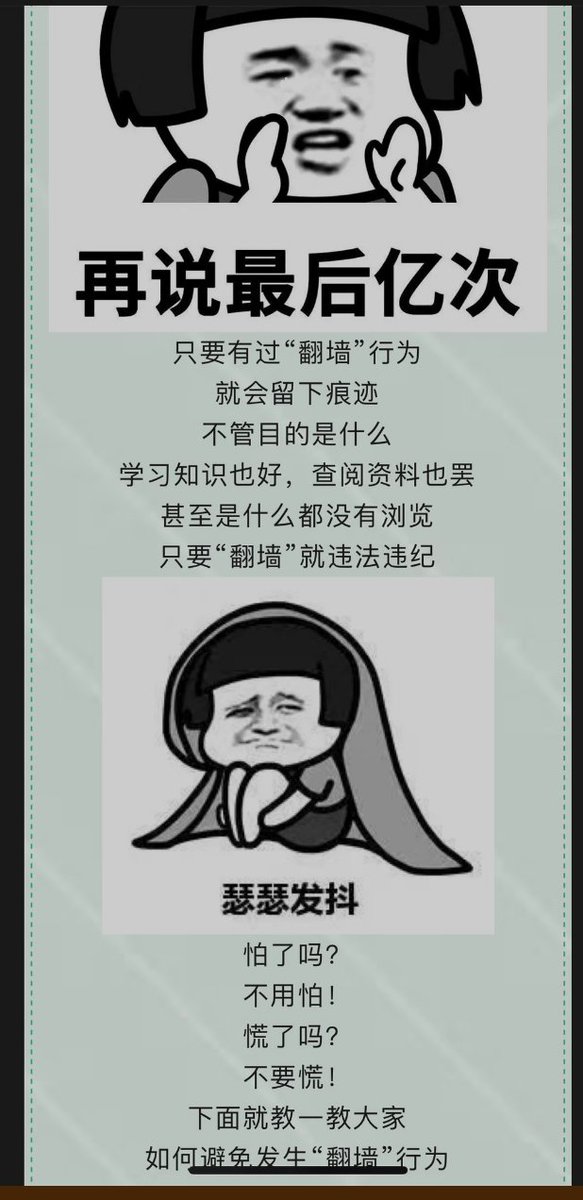 再说最后亿次
只要有过“翻墙”行为
就会留下痕迹
不管目的是什么
学习知识也好，查阅资料也罢
甚至是什么都没有浏览
只要“翻墙”就违法违纪
瑟瑟发抖
怕了吗？
不用怕！
慌了吗？
不要慌！
下面就教一教大家
如何避免发生“翻墙”行为